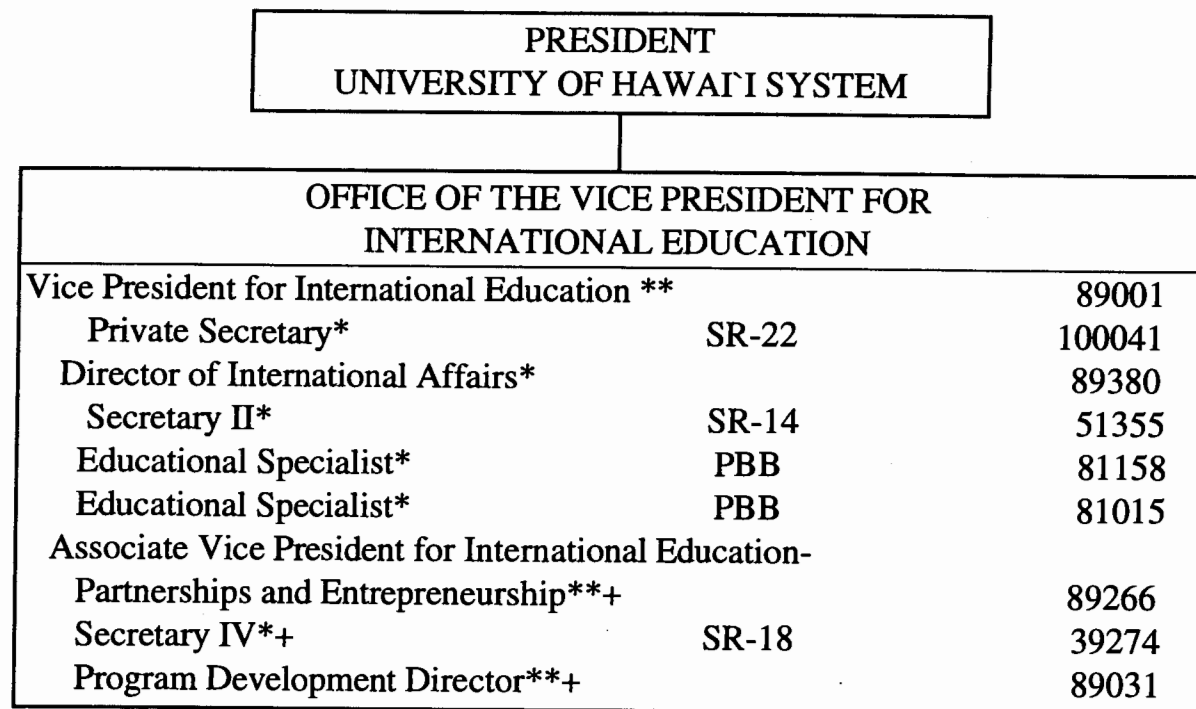 PRESIDENT
UNIVERSITY OF HAWAI`I SYSTEM
OFFICE OF THE VICE PRESIDENT FOR
INTERNATIONAL EDUCATION
Vice President for International Education ** 89001
Private Secretary* SR-22 100041
Director of International Affairs* 89380
Secretary II* SR-14 51355
Educational Specialist* PBB 81158
Educational Specialist* PBB 81015
Associate Vice President for International Education-
Partnerships and Entrepreneurship**+ 89266
Secretary IV*+ SR-18 39274
Program Development Director**+ 89031